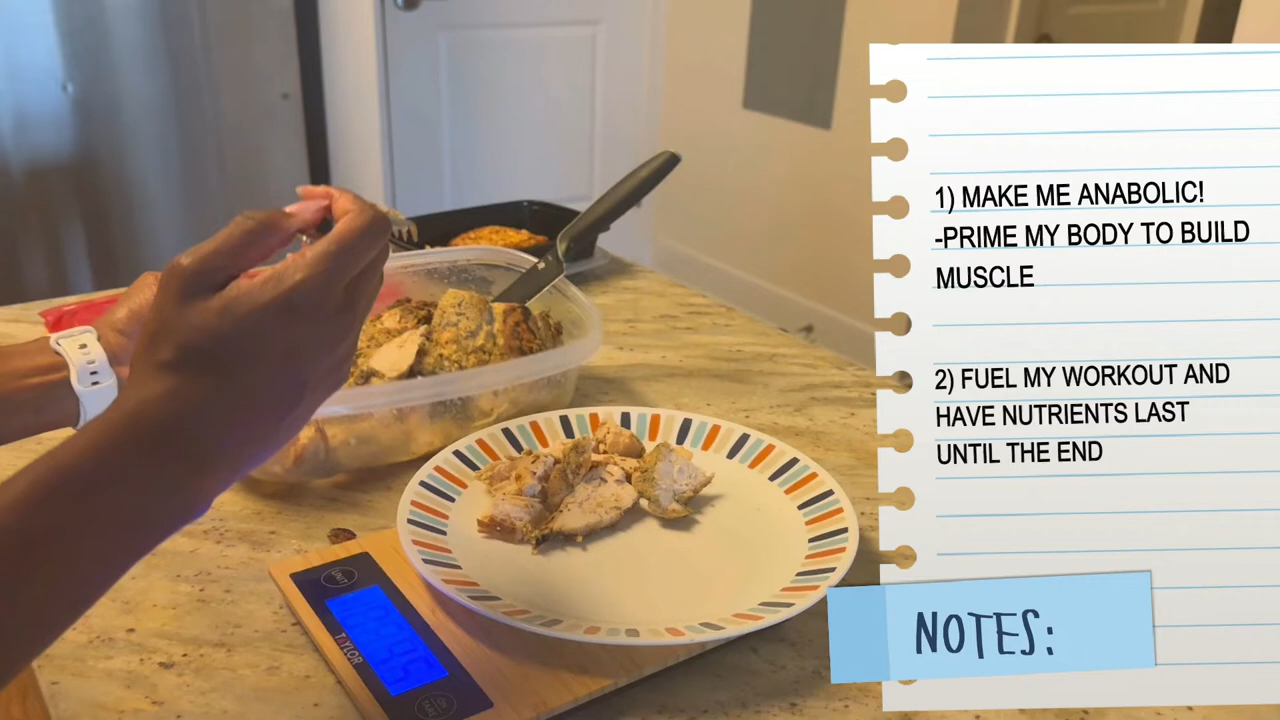 1) MAKE ME ANABOLIC!
-PRIME MY BODY TO BUILD
MUSCLE
2) FUEL MY WORKOUT AND
HAVE NUTRIENTS LAST
UNTIL THE END
NOTES:
UNIT
TAYLOR